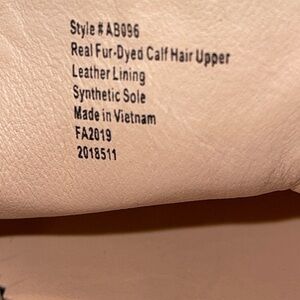 Style # AB096
Real Fur-Dyed Calf Hair Upper
Leather Lining
Synthetic Sole
Made in Vietnam
FA2019
2018511